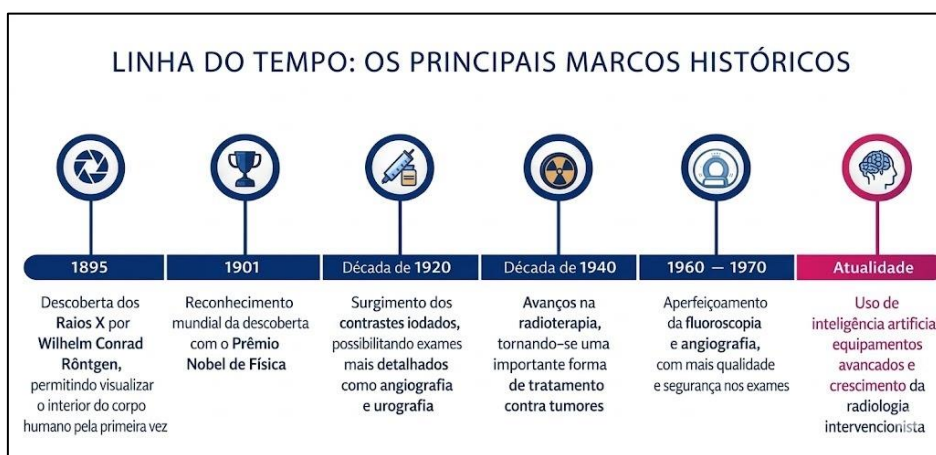 LINHA DO TEMPO: OS PRINCIPAIS MARCOS HISTÓRICOS
1895
Descoberta dos
Raios X por
Wilhelm Conrad
Röntgen,
permitindo visualizar
o interior do corpo
humano pela primeira vez
1901
Reconhecimento
mundial da descoberta
com o Prêmio
Nobel de Física
Década de 1920
Surgimento dos
contrastes iodados,
possibilitando exames
mais detalhados
como angiografia
e urografia
Década de 1940
Avanços na
radioterapia,
tornando-se uma
importante forma
de tratamento
contra tumores
1960 — 1970
Aperfeiçoamento
da fluoroscopia
e angiografia,
com mais qualidade
e segurança nos exames
Atualidade
Uso de
inteligência artificia
equipamentos
avançados e
crescimento da
radiologia
intervencionista